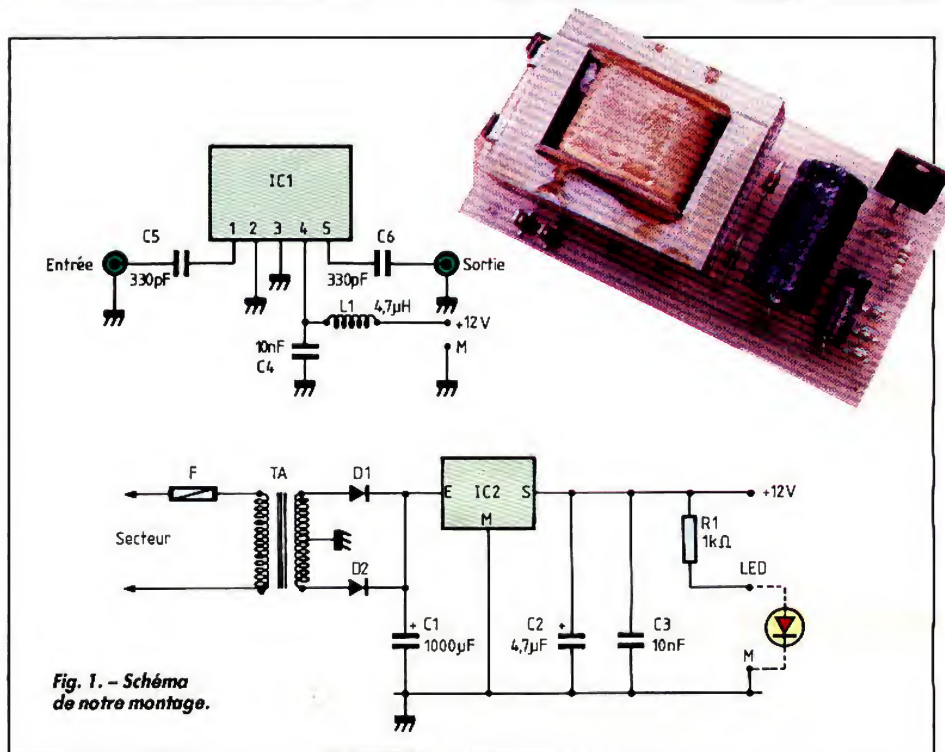 IC1
1 2 3 4 5
C5
C6
Entrée
330pF
330pF
Sortie
L1 4,7µH
+12V
10nF
C4
M
F
TA
D1
E IC2 S
M
+12V
Secteur
R1
1kΩ
D2
LED
+ C1
1000µF
C2 +
4,7µF
C3
10nF
M
Fig. 1. – Schéma
de notre montage.